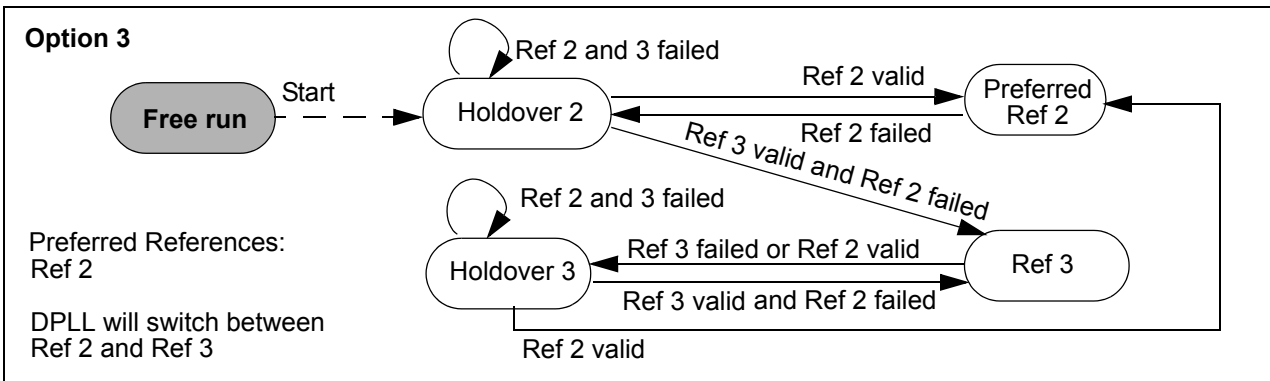 Option 3
Ref 2 and 3 failed
Start
Free run
Holdover 2
Ref 2 valid
Preferred
Ref 2
Ref 2 failed
Ref 3 valid and Ref 2 failed
Ref 2 and 3 failed
Preferred References:
Ref 2
Holdover 3
Ref 3 failed or Ref 2 valid
Ref 3
Ref 3 valid and Ref 2 failed
DPLL will switch between
Ref 2 and Ref 3
Ref 2 valid